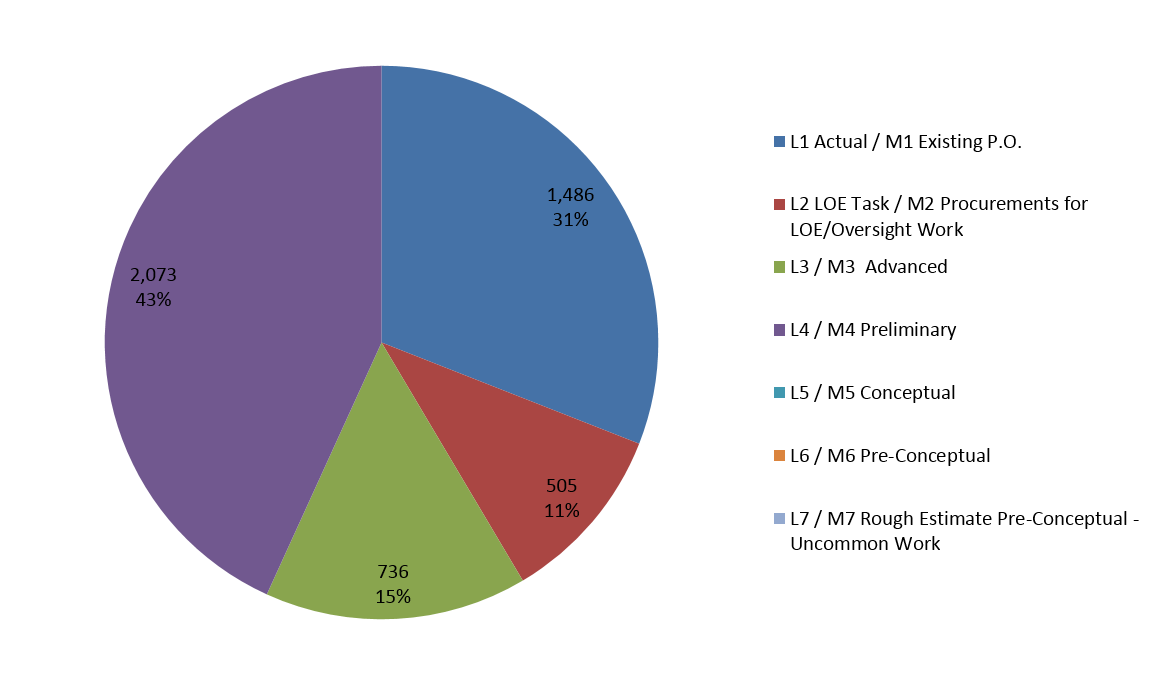 1,486
31%
505
11%
736
15%
2,073
43%
L1 Actual / M1 Existing P.O.
L2 LOE Task / M2 Procurements for
LOE/Oversight Work
L3 / M3  Advanced
L4 / M4 Preliminary
L5 / M5 Conceptual
L6 / M6 Pre-Conceptual
L7 / M7 Rough Estimate Pre-Conceptual -
Uncommon Work